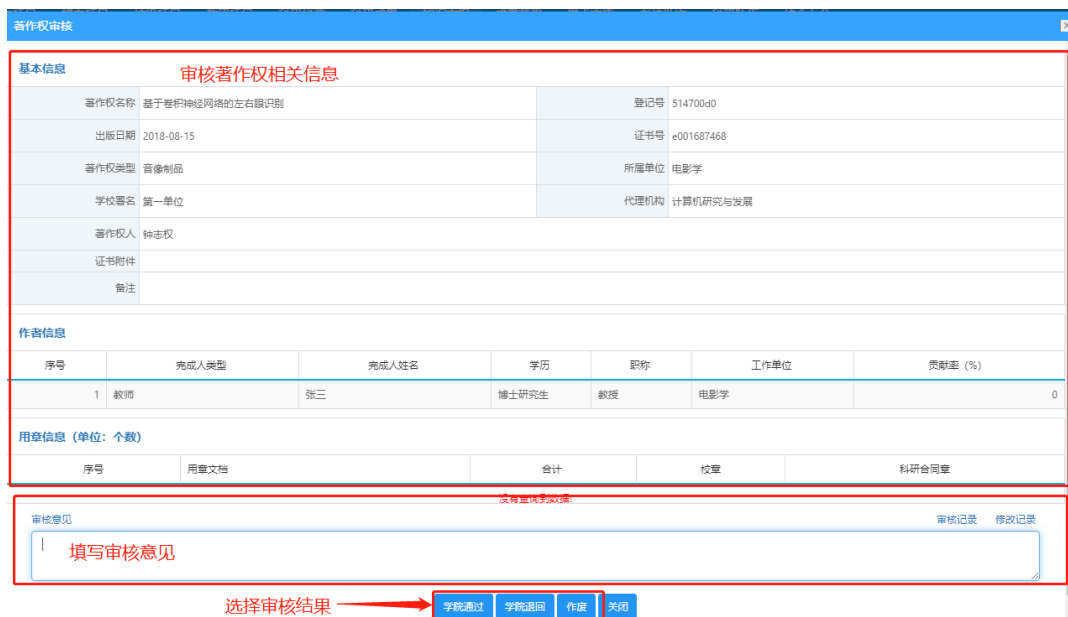 著作权审核
基本信息
审核著作权相关信息
著作权名称 基于卷积神经网络的左右眼识别 登记号 514700d0
出版日期 2018-08-15 证书号 e001687468
著作权类型 音像制品 所属单位 电影学
学校署名 第一单位 代理机构 计算机研究与发展
著作权人 钟志权
证书附件
备注
作者信息
序号 完成人类型 完成人姓名 学历 职称 工作单位 贡献率（%）
1 教师 张三 博士研究生 教授 电影学 0
用章信息（单位：个数）
序号 用章文档 合计 校章 科研合同章
没有查询到数据!
审核意见 审核记录 修改记录
填写审核意见
选择审核结果 学院通过 学院退回 作废 关闭